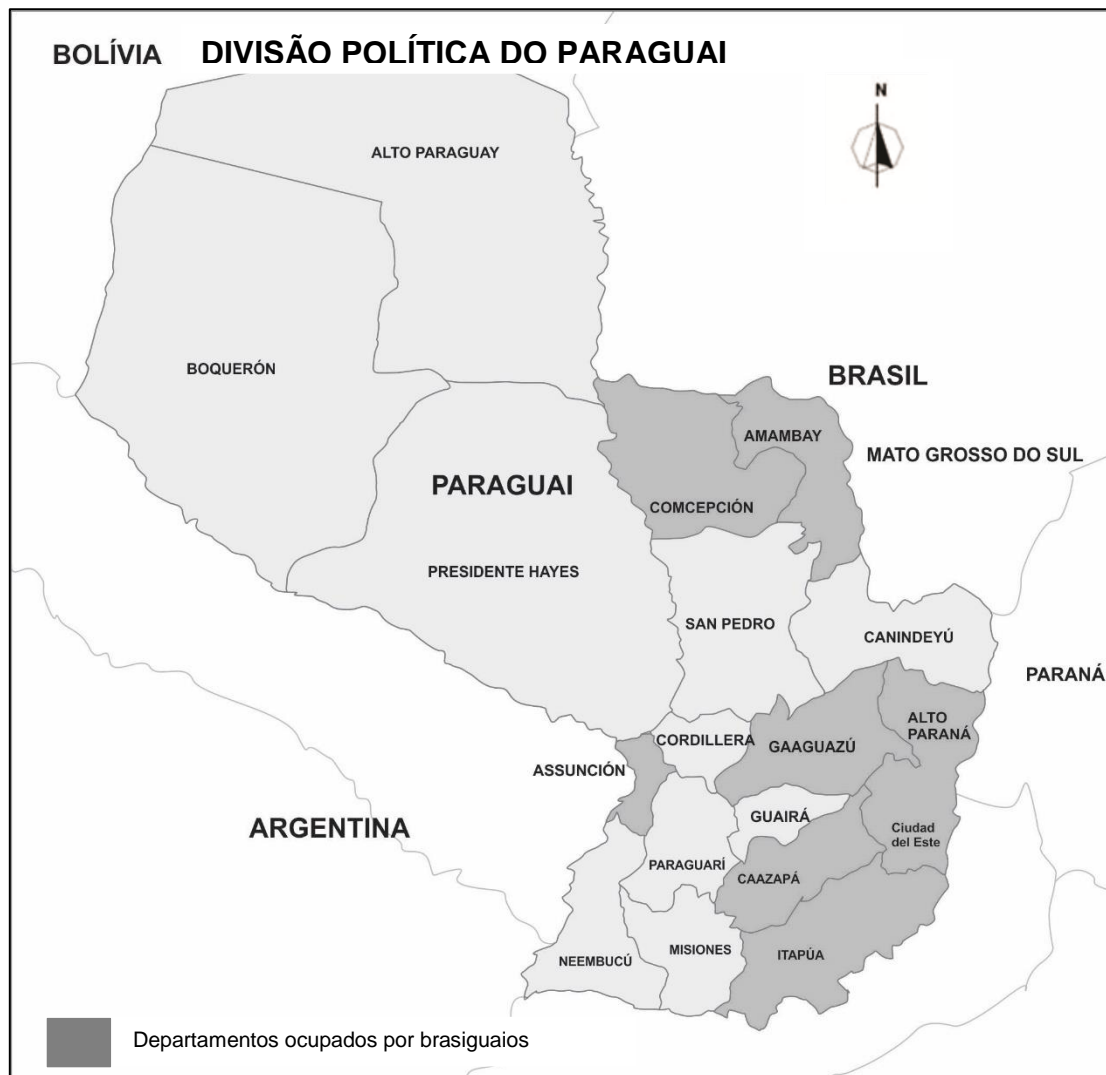 BOLÍVIA
DIVISÃO POLÍTICA DO PARAGUAI
N
ALTO PARAGUAY
BOQUERÓN
BRASIL
AMAMBAY
MATO GROSSO DO SUL
PARAGUAI
COMCEPCIÓN
PRESIDENTE HAYES
SAN PEDRO
CANINDEYÚ
PARANÁ
ALTO
PARANÁ
CORDILLERA
GAAGUAZÚ
ASSUNCIÓN
GUAIRÁ
ARGENTINA
Ciudad
del Este
PARAGUARÍ
CAAZAPÁ
MISIONES
ITAPÚA
NEEMBUCÚ
Departamentos ocupados por brasiguaios